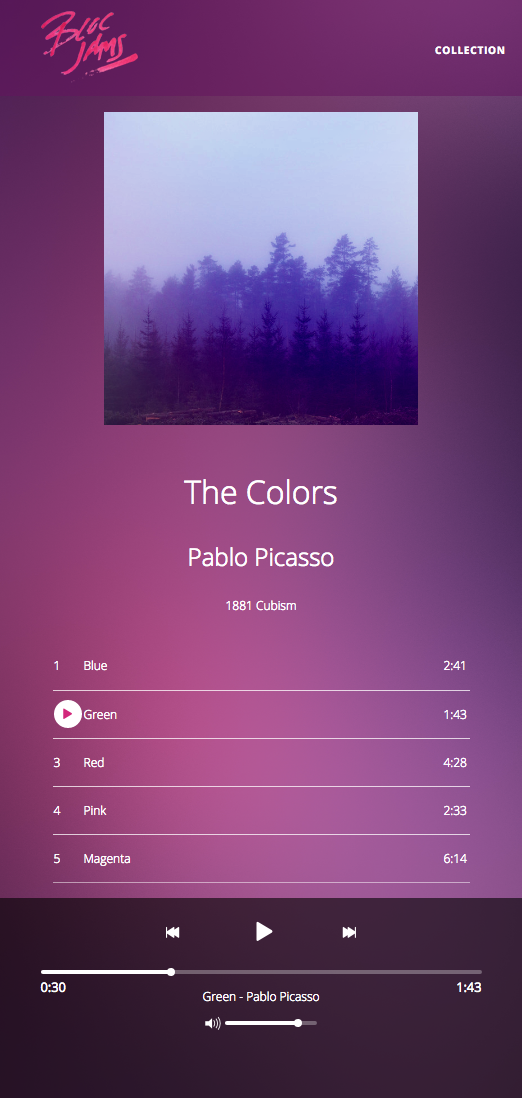 BLOC
JAMS
COLLECTION
The Colors
Pablo Picasso
1881 Cubism
1 Blue 2:41
Green 1:43
3 Red 4:28
4 Pink 2:33
5 Magenta 6:14
0:30 1:43
Green - Pablo Picasso